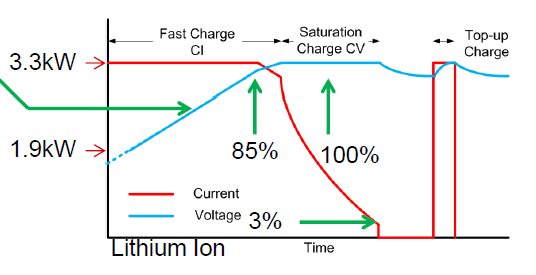 Fast Charge
CI
Saturation
Charge CV
Top-up
Charge
3.3kW
1.9kW
85%
100%
Current
Voltage
3%
Lithium Ion
Time